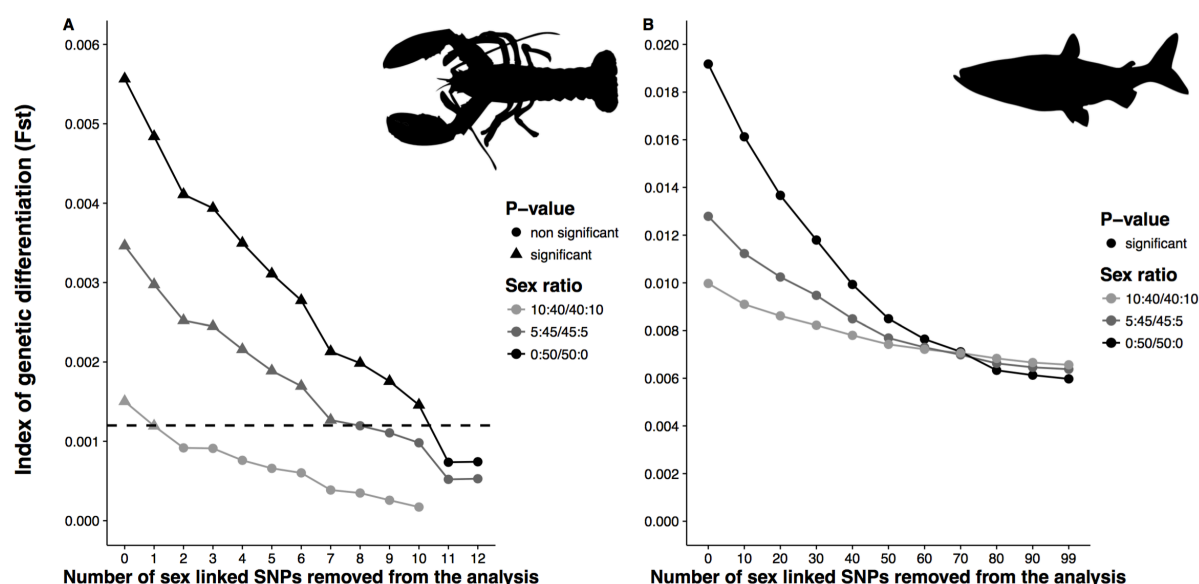 Index of genetic differentiation (Fst)
A
0.006
0.005
0.004
0.003
0.002
0.001
0.000
P−value
non significant
significant
Sex ratio
10:40/40:10
5:45/45:5
0:50/50:0
0 1 2 3 4 5 6 7 8 9 10 11 12
Number of sex linked SNPs removed from the analysis
B
0.020
0.018
0.016
0.014
0.012
0.010
0.008
0.006
0.004
0.002
0.000
P−value
significant
Sex ratio
10:40/40:10
5:45/45:5
0:50/50:0
0 10 20 30 40 50 60 70 80 90 99
Number of sex linked SNPs removed from the analysis